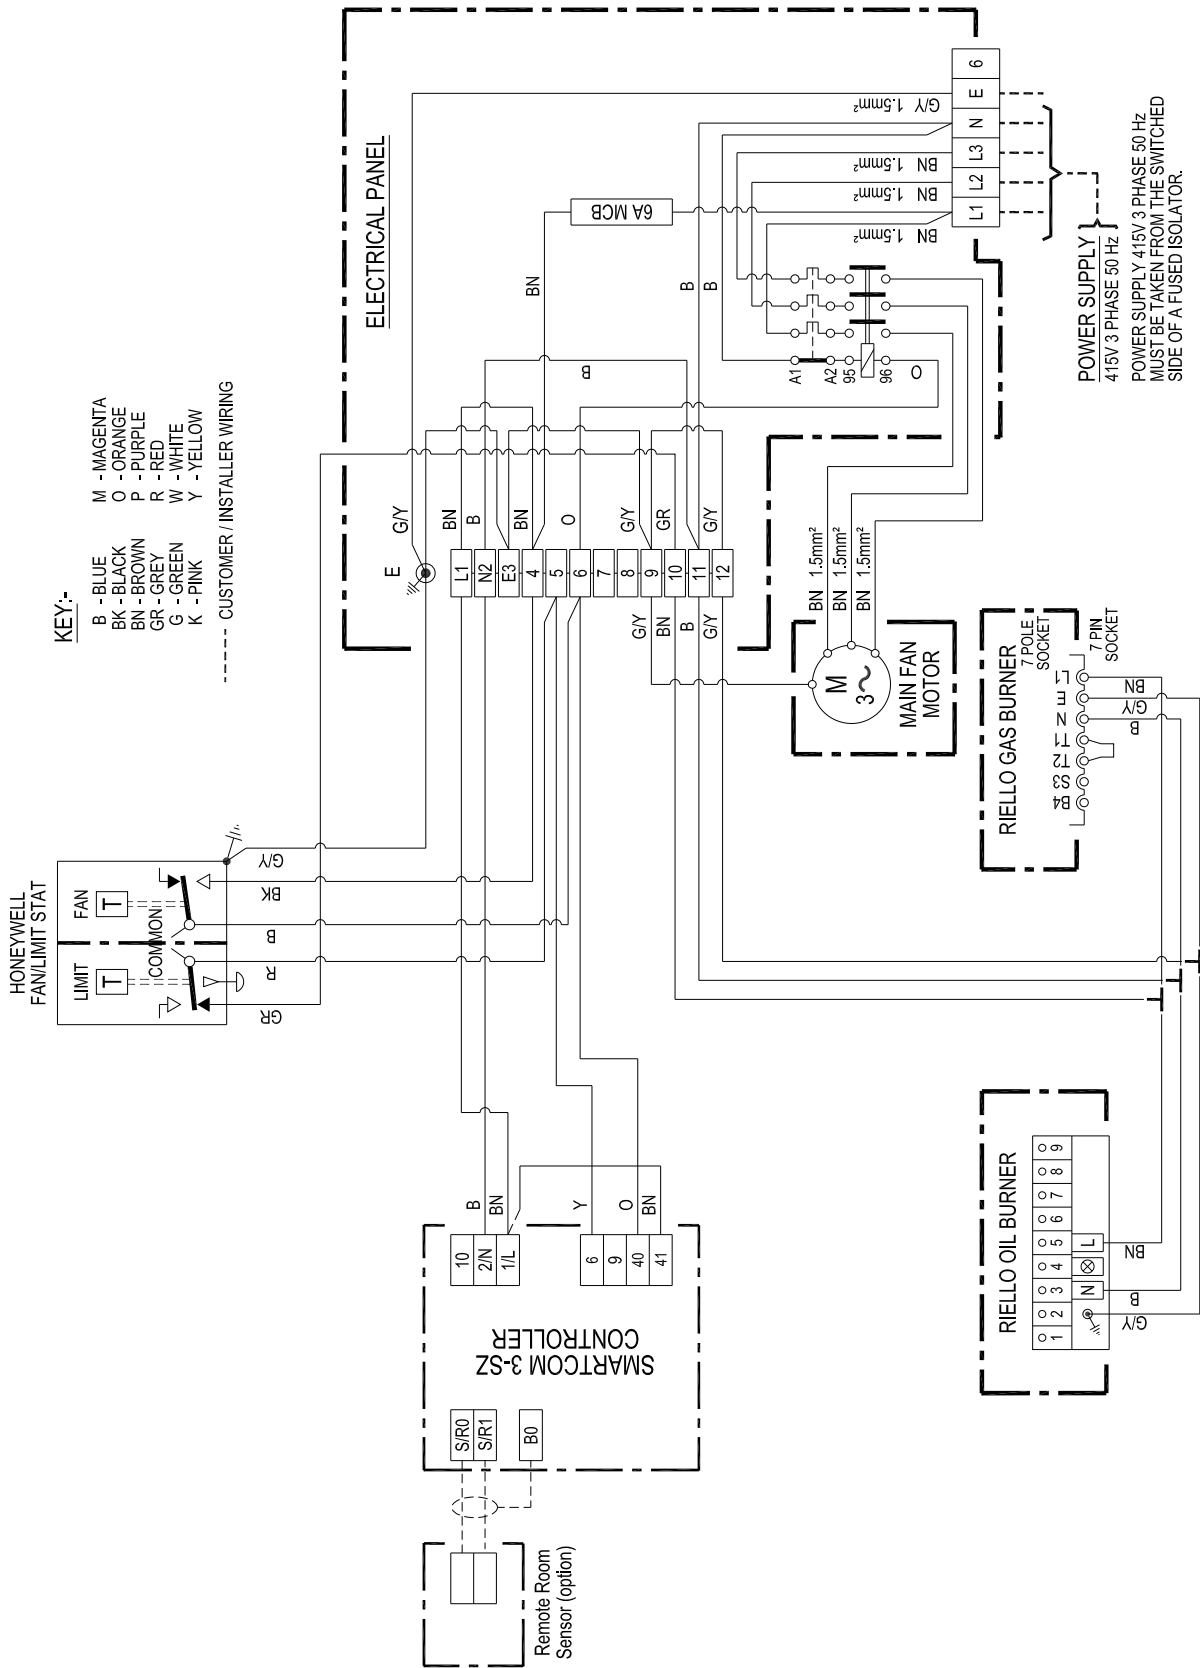 KEY:-
B - BLUE
BK - BLACK
BN - BROWN
GR - GREY
G - GREEN
K - PINK
M - MAGENTA
O - ORANGE
P - PURPLE
R - RED
W - WHITE
Y - YELLOW
---- CUSTOMER / INSTALLER WIRING
HONEYWELL
FAN/LIMIT STAT
LIMIT
FAN
T
T
COMMON
GR
R
B
BK
G/Y
ELECTRICAL PANEL
E
G/Y
L1
N2
E3
4
5
6
7
8
9
10
11
12
BN
B
BN
O
G/Y
GR
G/Y
G/Y
BN
B
G/Y
BN
B
6A MCB
B
B
A1
A2
95
96
O
G/Y 1.5mm²
BN 1.5mm²
BN 1.5mm²
BN 1.5mm²
L1
L2
L3
N
E
6
POWER SUPPLY
415V 3 PHASE 50 Hz
POWER SUPPLY 415V 3 PHASE 50 Hz
MUST BE TAKEN FROM THE SWITCHED
SIDE OF A FUSED ISOLATOR.
BN 1.5mm²
BN 1.5mm²
BN 1.5mm²
M
3
MAIN FAN
MOTOR
RIELLO GAS BURNER
7 POLE
SOCKET
7 PIN
SOCKET
B4
S3
T2
T1
N
E
L1
BN
G/Y
B
RIELLO OIL BURNER
1
2
3
4
5
6
7
8
9
N
L
G/Y
B
BN
SMARTCOM 3-SZ
CONTROLLER
10
2/N
1/L
B
BN
6
9
40
41
Y
O
BN
S/R0
S/R1
B0
Remote Room
Sensor (option)